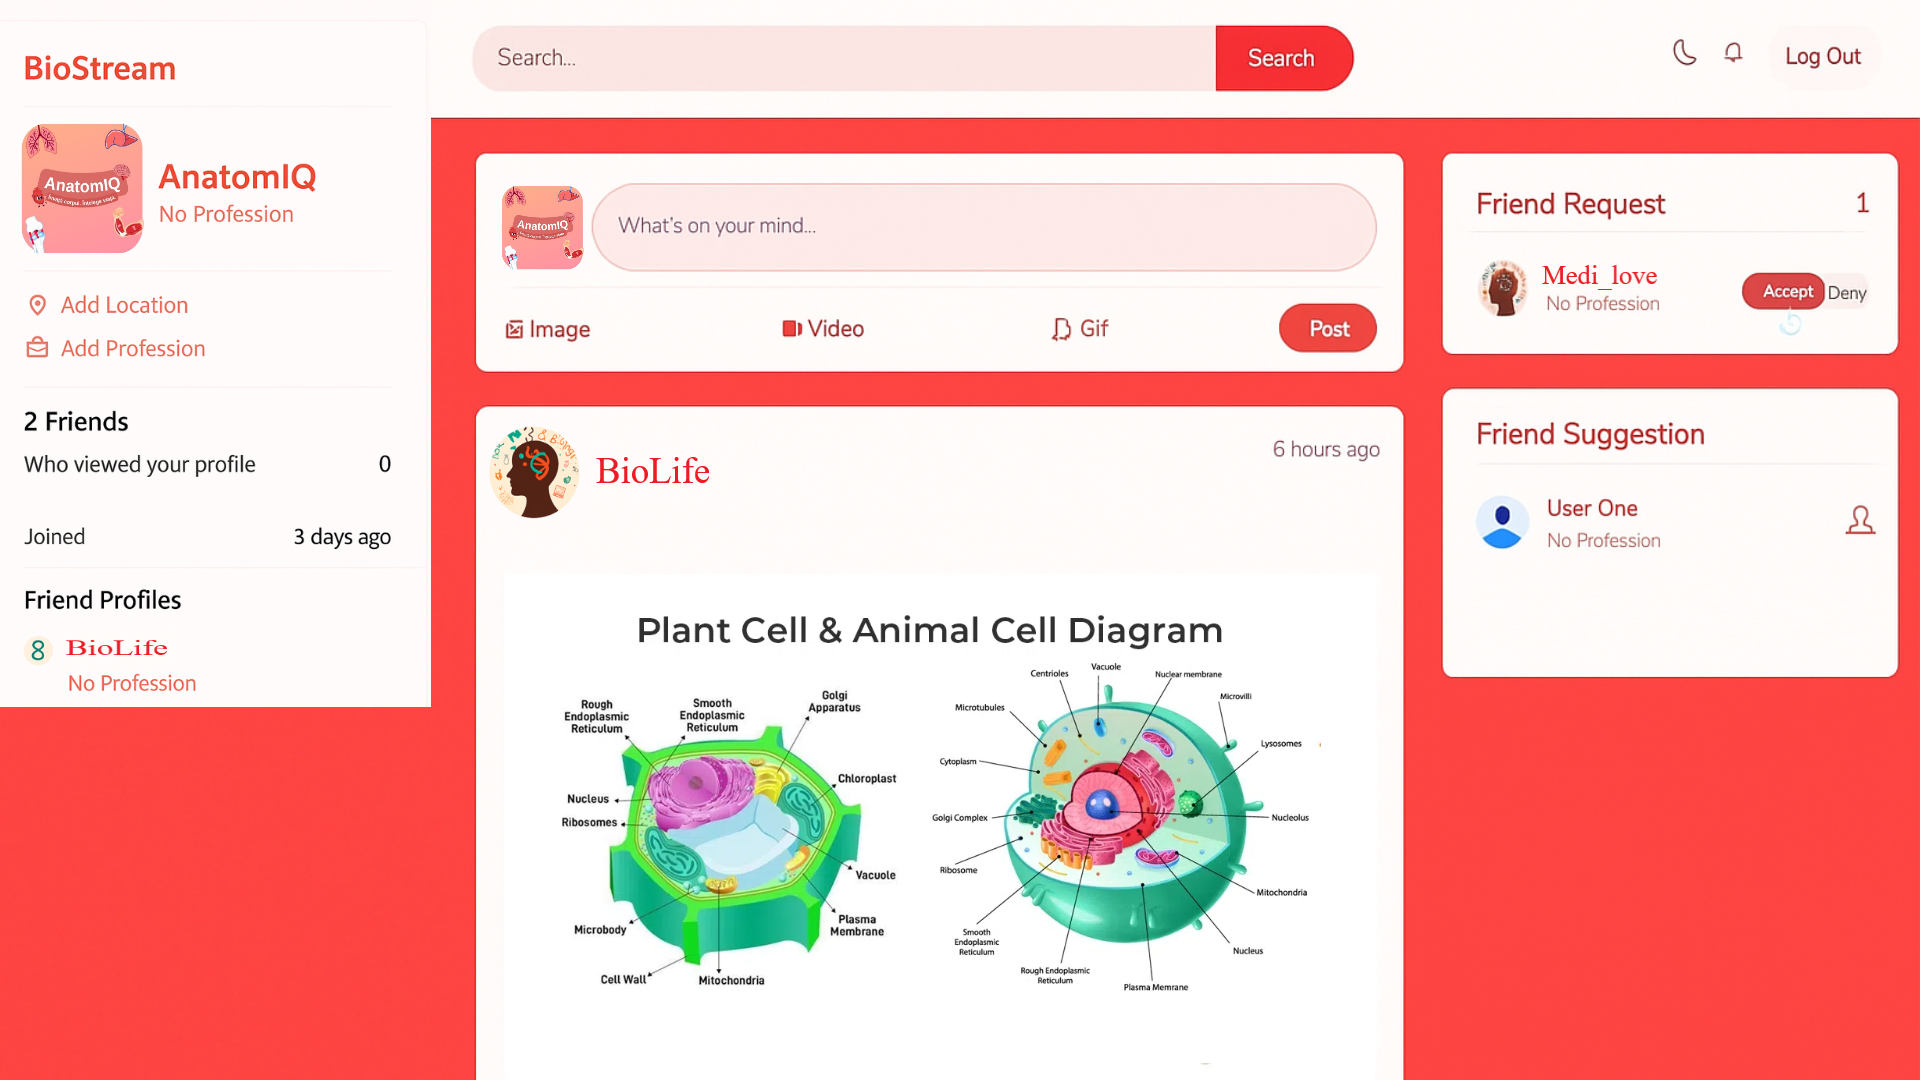 BioStream
Search...
Search
Log Out
AnatomIQ
AnatomIQ
No Profession
Add Location
Add Profession
2 Friends
Who viewed your profile 0
Joined 3 days ago
Friend Profiles
8 BioLife
No Profession
AnatomIQ
What's on your mind...
Image
Video
Gif
Post
BioLife
6 hours ago
Plant Cell & Animal Cell Diagram
Rough
Endoplasmic
Reticulum
Smooth
Endoplasmic
Reticulum
Golgi
Apparatus
Chloroplast
Nucleus
Ribosomes
Vacuole
Plasma
Membrane
Microbody
Cell Wall
Mitochondria
Centrioles
Vacuole
Nuclear membrane
Microvilli
Microtubules
Lysosomes
Cytoplasm
Golgi Complex
Nucleolus
Ribosome
Mitochondria
Smooth
Endoplasmic
Reticulum
Nucleus
Rough Endoplasmic
Reticulum
Plasma Memrane
Friend Request 1
Medi_love
No Profession
Accept
Deny
Friend Suggestion
User One
No Profession